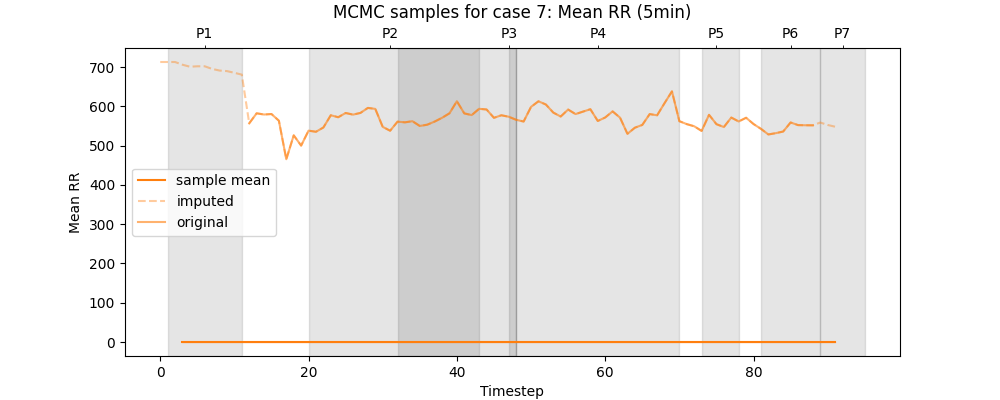 MCMC samples for case 7: Mean RR (5min)
P1 P2 P3 P4 P5 P6 P7
700
600
500
400
300
200
100
0
Mean RR
sample mean
imputed
original
0 20 40 60 80
Timestep